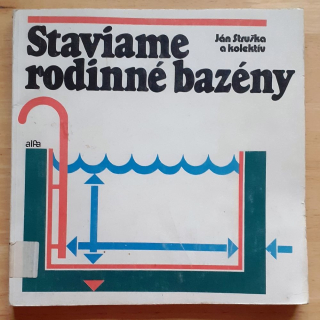 Staviame
rodinné bazény
Ján Struška
a kolektív
alfa